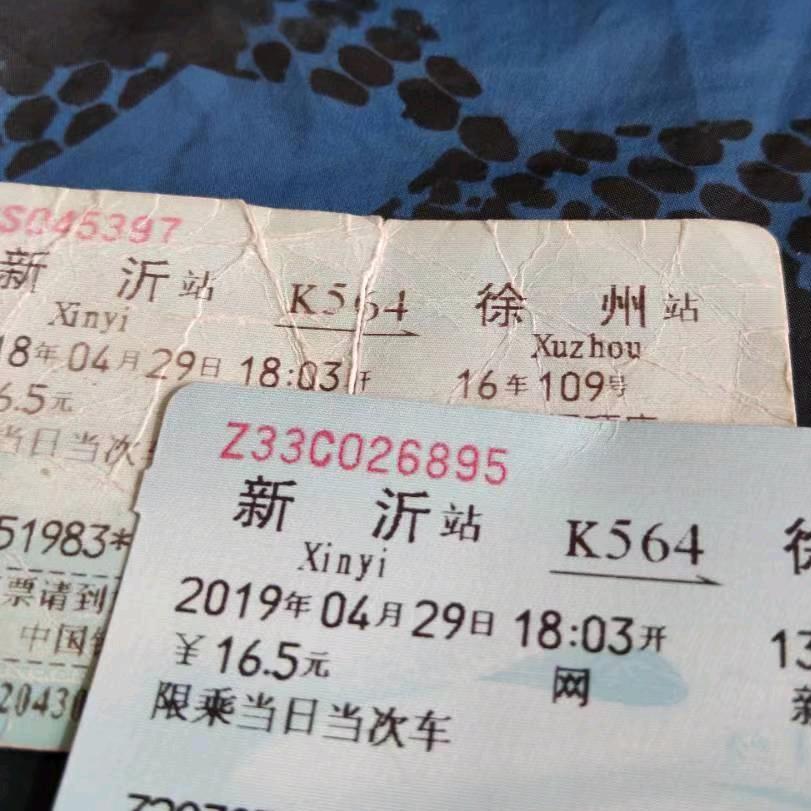 S045397
新 沂 站 K564 徐 州 站
Xinyi Xuzhou
18年04月29日 18:03开 16车109号
6.5元
当日当次车
51983*
票请到
中国
20430
Z33C026895
新 沂 站 K564
Xinyi
2019年04月29日 18:03开 13
￥16.5元 网
限乘当日当次车